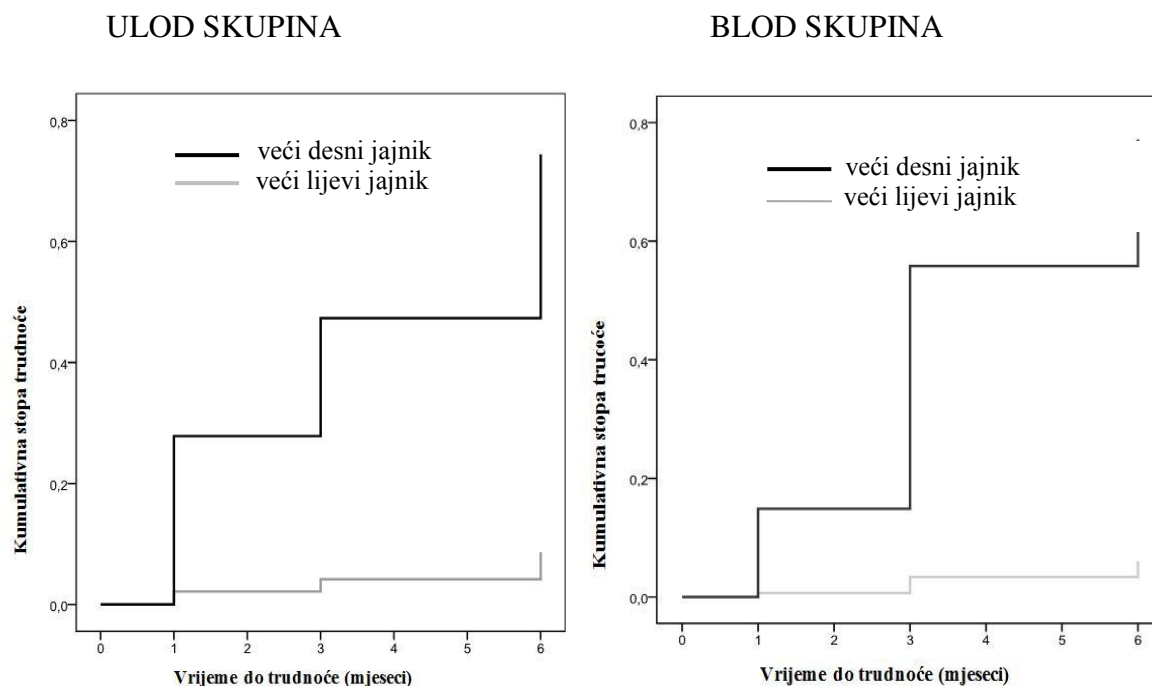 ULOD SKUPINA
BLOD SKUPINA
0,8
0,6
0,4
0,2
0,0
veći desni jajnik
veći lijevi jajnik
Kumulativna stopa trudnoće
0 1 2 3 4 5 6
Vrijeme do trudnoće (mjeseci)
0,8
0,6
0,4
0,2
0,0
veći desni jajnik
veći lijevi jajnik
Kumulativna stopa trucoće
0 1 2 3 4 5 6
Vrijeme do trudnoće (mjeseci)